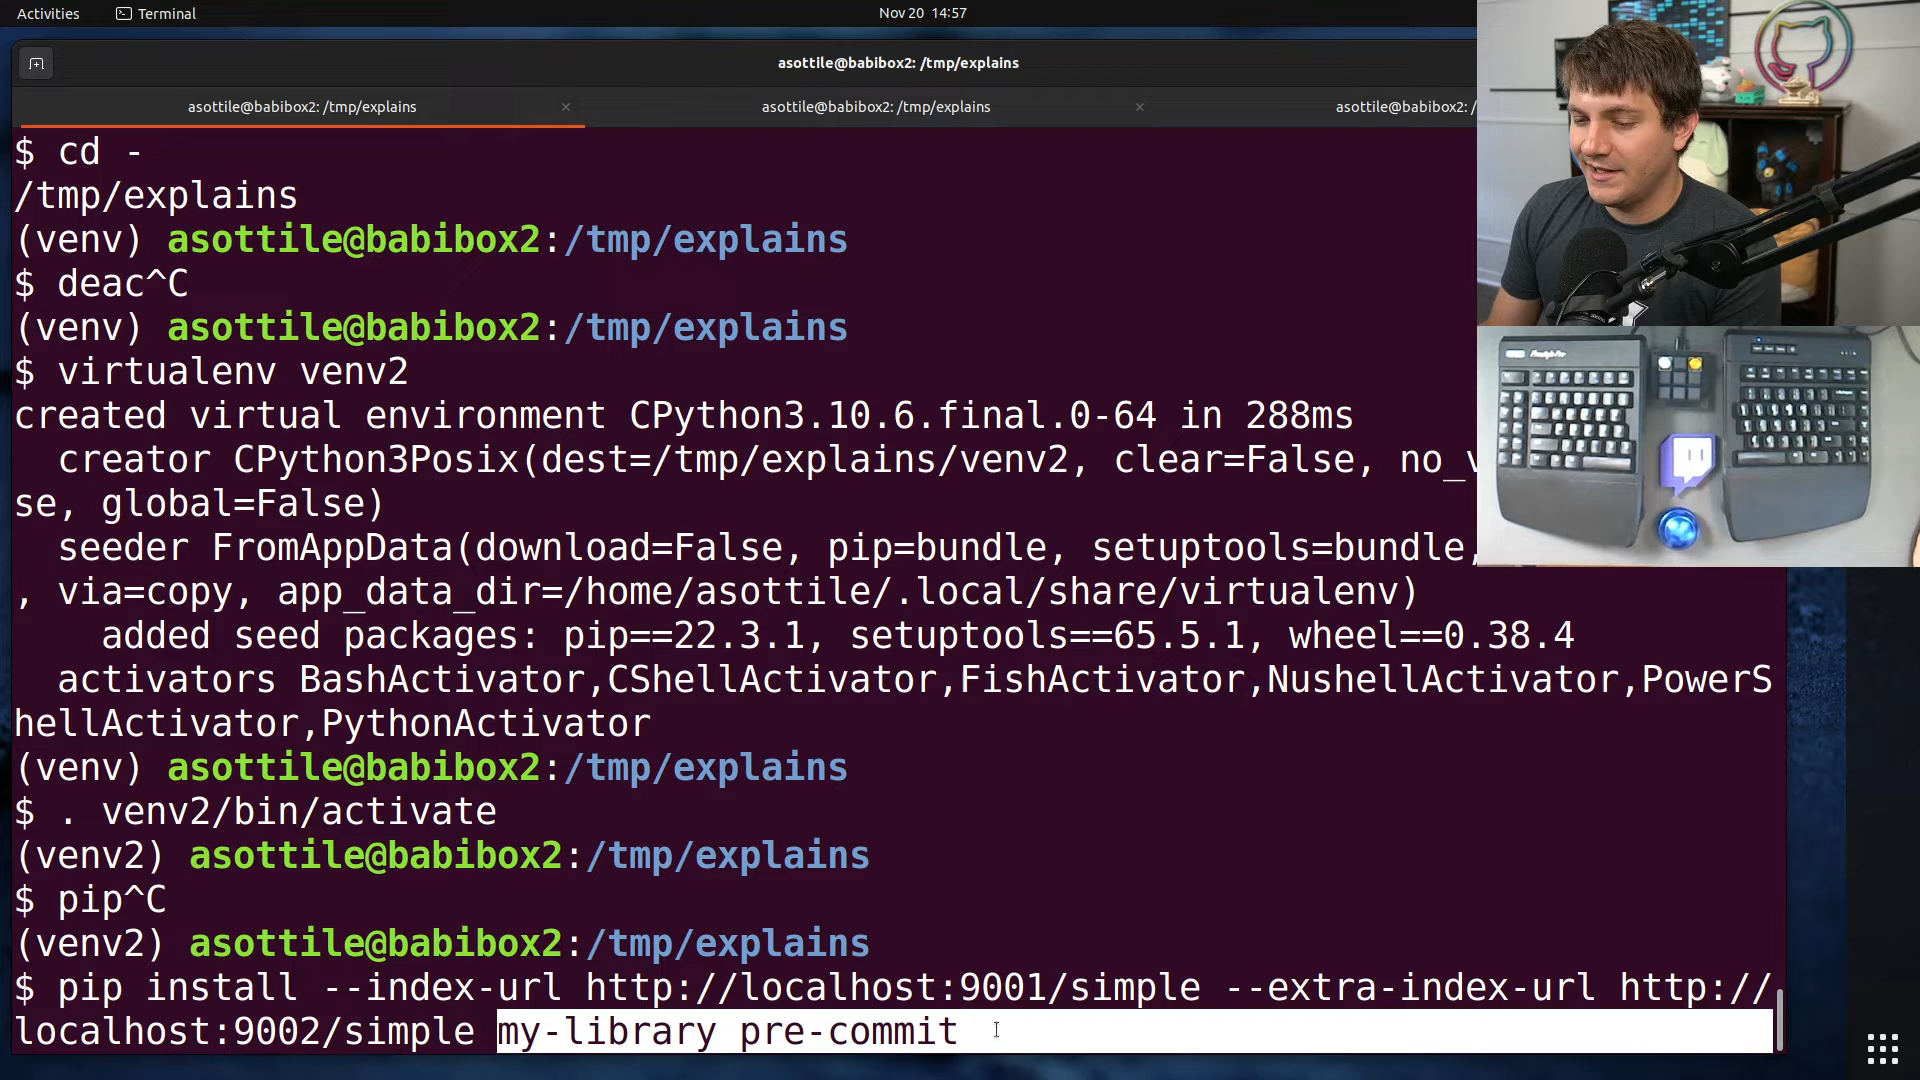 Activities
Terminal
Nov 20 14:57
asottile@babibox2: /tmp/explains
asottile@babibox2: /tmp/explains
asottile@babibox2: /tmp/explains
asottile@babibox2: /
$ cd -
/tmp/explains
(venv) asottile@babibox2:/tmp/explains
$ deac^C
(venv) asottile@babibox2:/tmp/explains
$ virtualenv venv2
created virtual environment CPython3.10.6.final.0-64 in 288ms
  creator CPython3Posix(dest=/tmp/explains/venv2, clear=False, no_v
se, global=False)
  seeder FromAppData(download=False, pip=bundle, setuptools=bundle,
, via=copy, app_data_dir=/home/asottile/.local/share/virtualenv)
    added seed packages: pip==22.3.1, setuptools==65.5.1, wheel==0.38.4
  activators BashActivator,CShellActivator,FishActivator,NushellActivator,PowerS
hellActivator,PythonActivator
(venv) asottile@babibox2:/tmp/explains
$ . venv2/bin/activate
(venv2) asottile@babibox2:/tmp/explains
$ pip^C
(venv2) asottile@babibox2:/tmp/explains
$ pip install --index-url http://localhost:9001/simple --extra-index-url http://
localhost:9002/simple my-library pre-commit